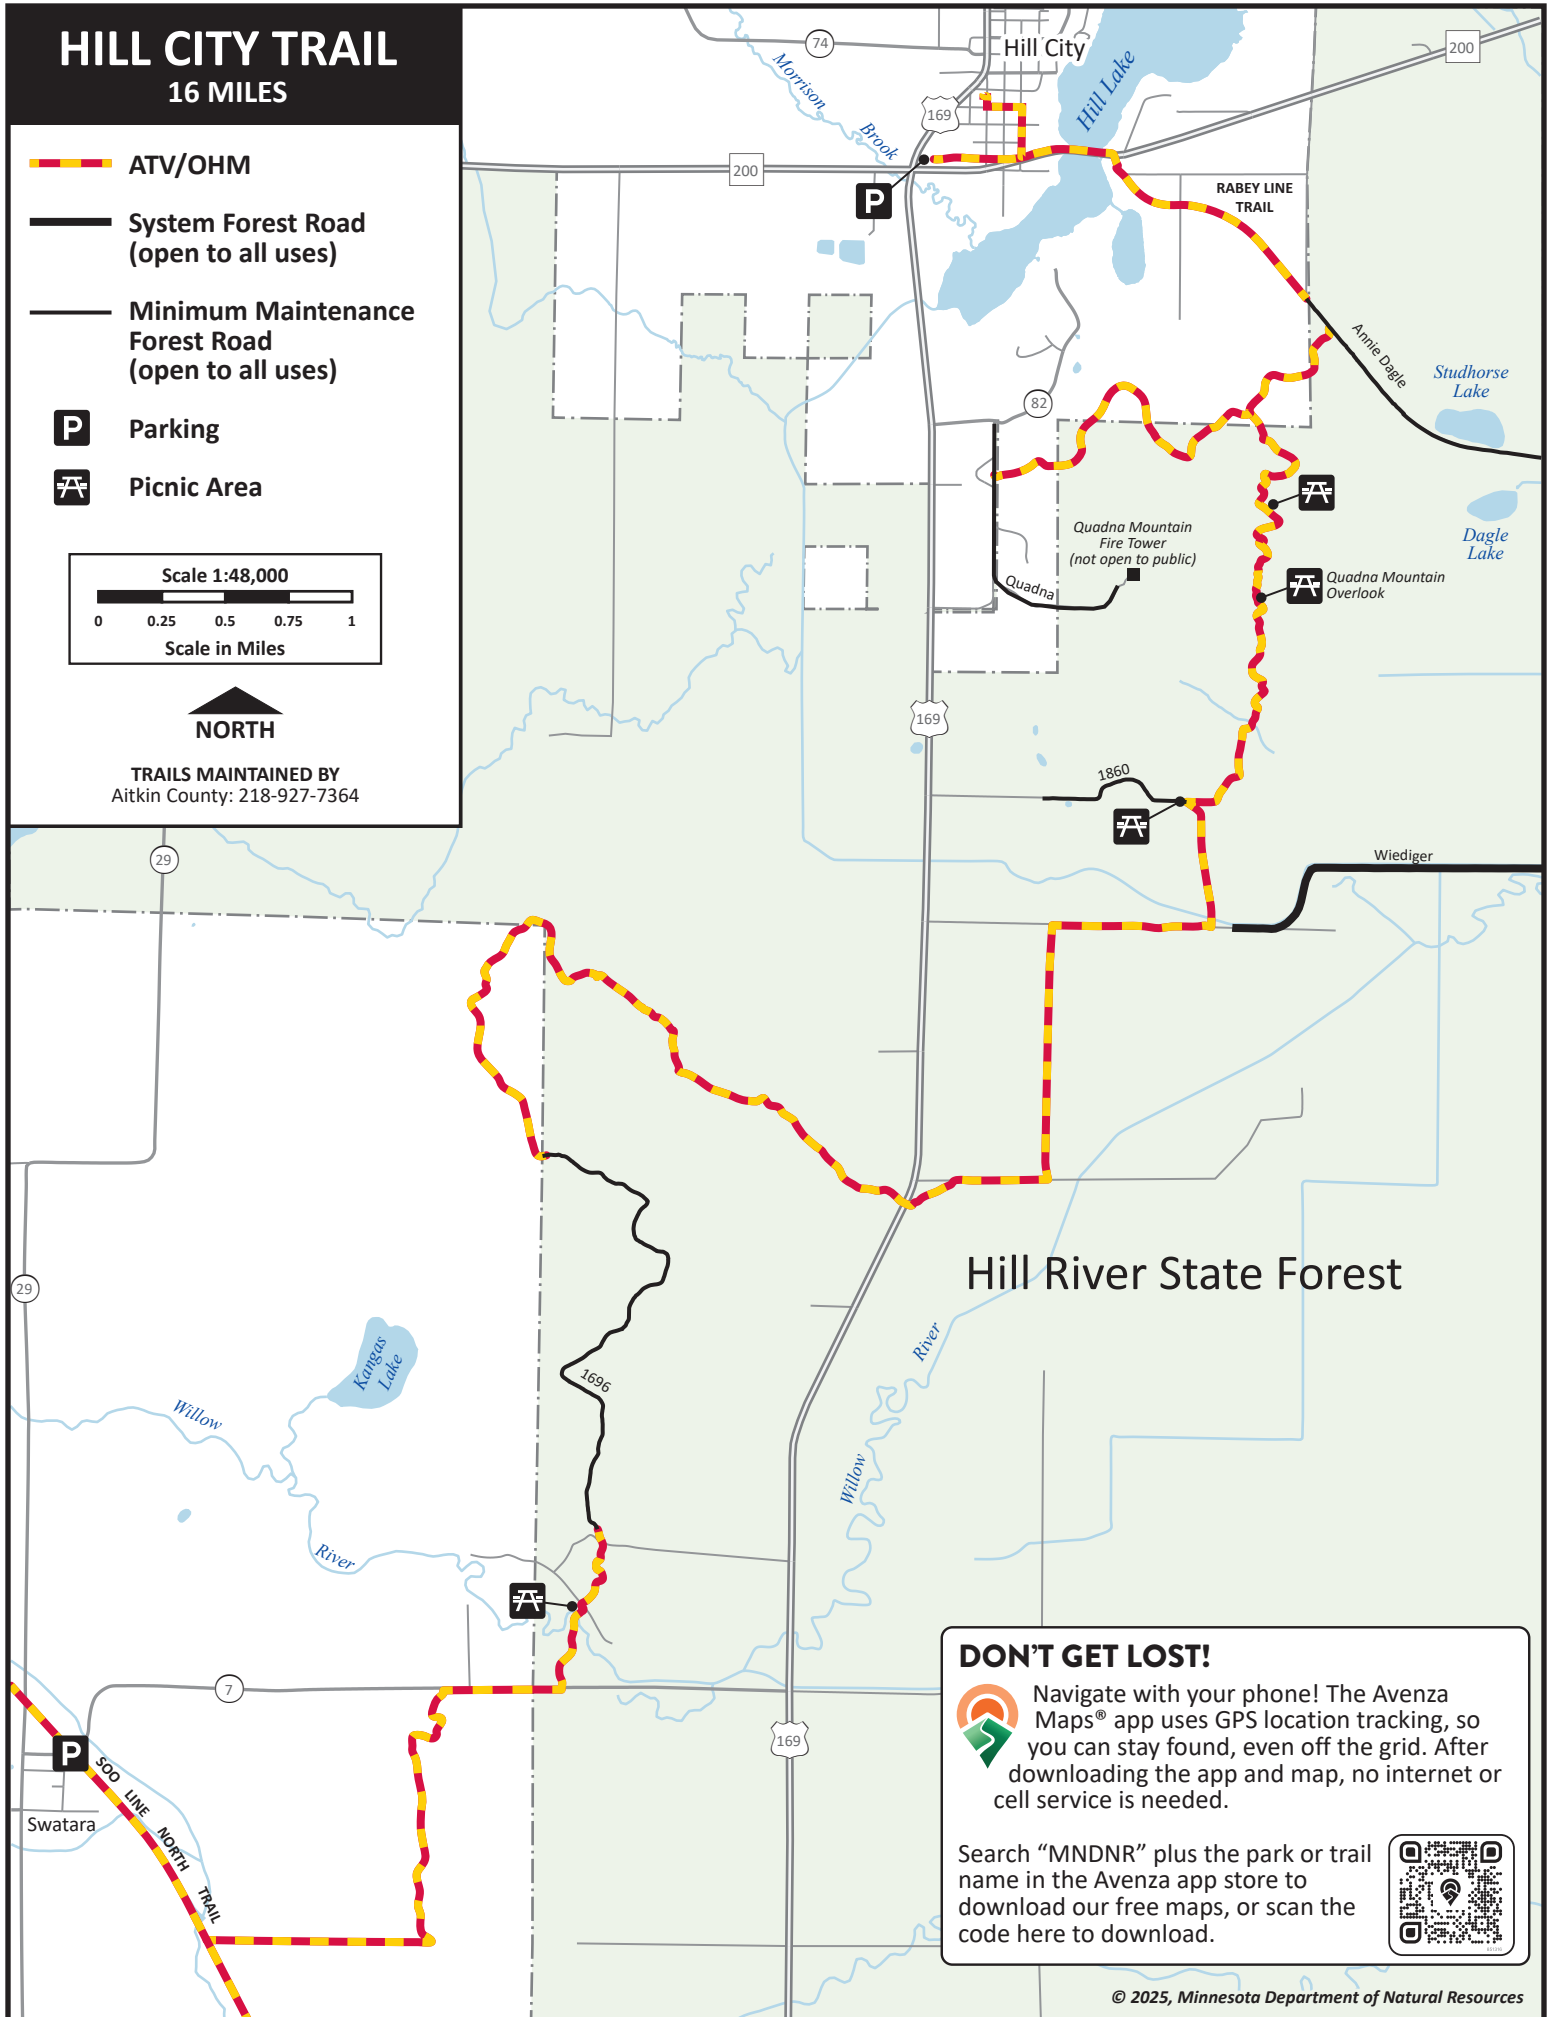 HILL CITY TRAIL
16 MILES
ATV/OHM
System Forest Road
(open to all uses)
Minimum Maintenance
Forest Road
(open to all uses)
P
Parking
Picnic Area
Scale 1:48,000
0 0.25 0.5 0.75 1
Scale in Miles
NORTH
TRAILS MAINTAINED BY
Aitkin County: 218-927-7364
74
Hill City
200
Morrison
Brook
169
Hill Lake
200
P
RABEY LINE
TRAIL
Annie Dagle
Studhorse
Lake
82
Dagle
Lake
Quadna Mountain
Fire Tower
(not open to public)
Quadna
Quadna Mountain
Overlook
169
1860
29
Wiediger
Hill River State Forest
29
Kangas
Lake
1696
Willow
River
River
Willow
7
P
Swatara
SOO LINE NORTH TRAIL
169
DON'T GET LOST!
Navigate with your phone! The Avenza
Maps® app uses GPS location tracking, so
you can stay found, even off the grid. After
downloading the app and map, no internet or
cell service is needed.
Search “MNDNR” plus the park or trail
name in the Avenza app store to
download our free maps, or scan the
code here to download.
© 2025, Minnesota Department of Natural Resources